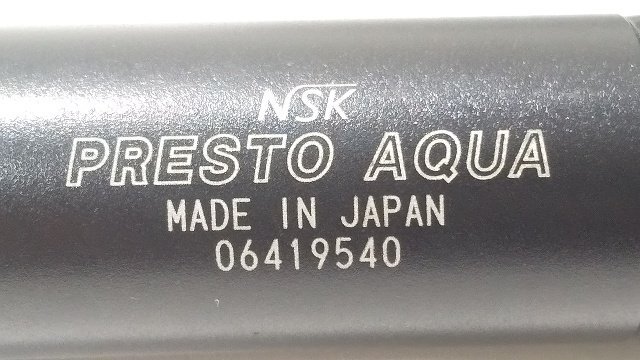 NSK
PRESTO AQUA
MADE IN JAPAN
06419540